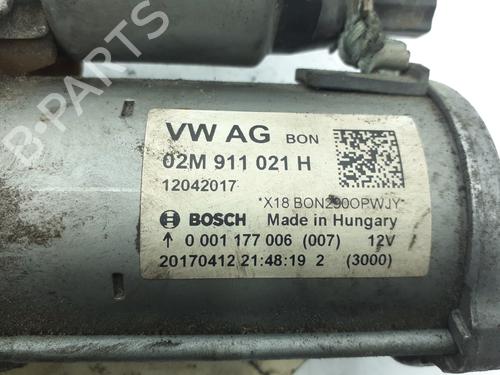 VW AG BON
02M 911 021 H
12042017
*X18 BON290OPWJY*
BOSCH Made in Hungary
↑ 0 001 177 006 (007) 12V
20170412 21:48:19 2 (3000)
B-PARTS